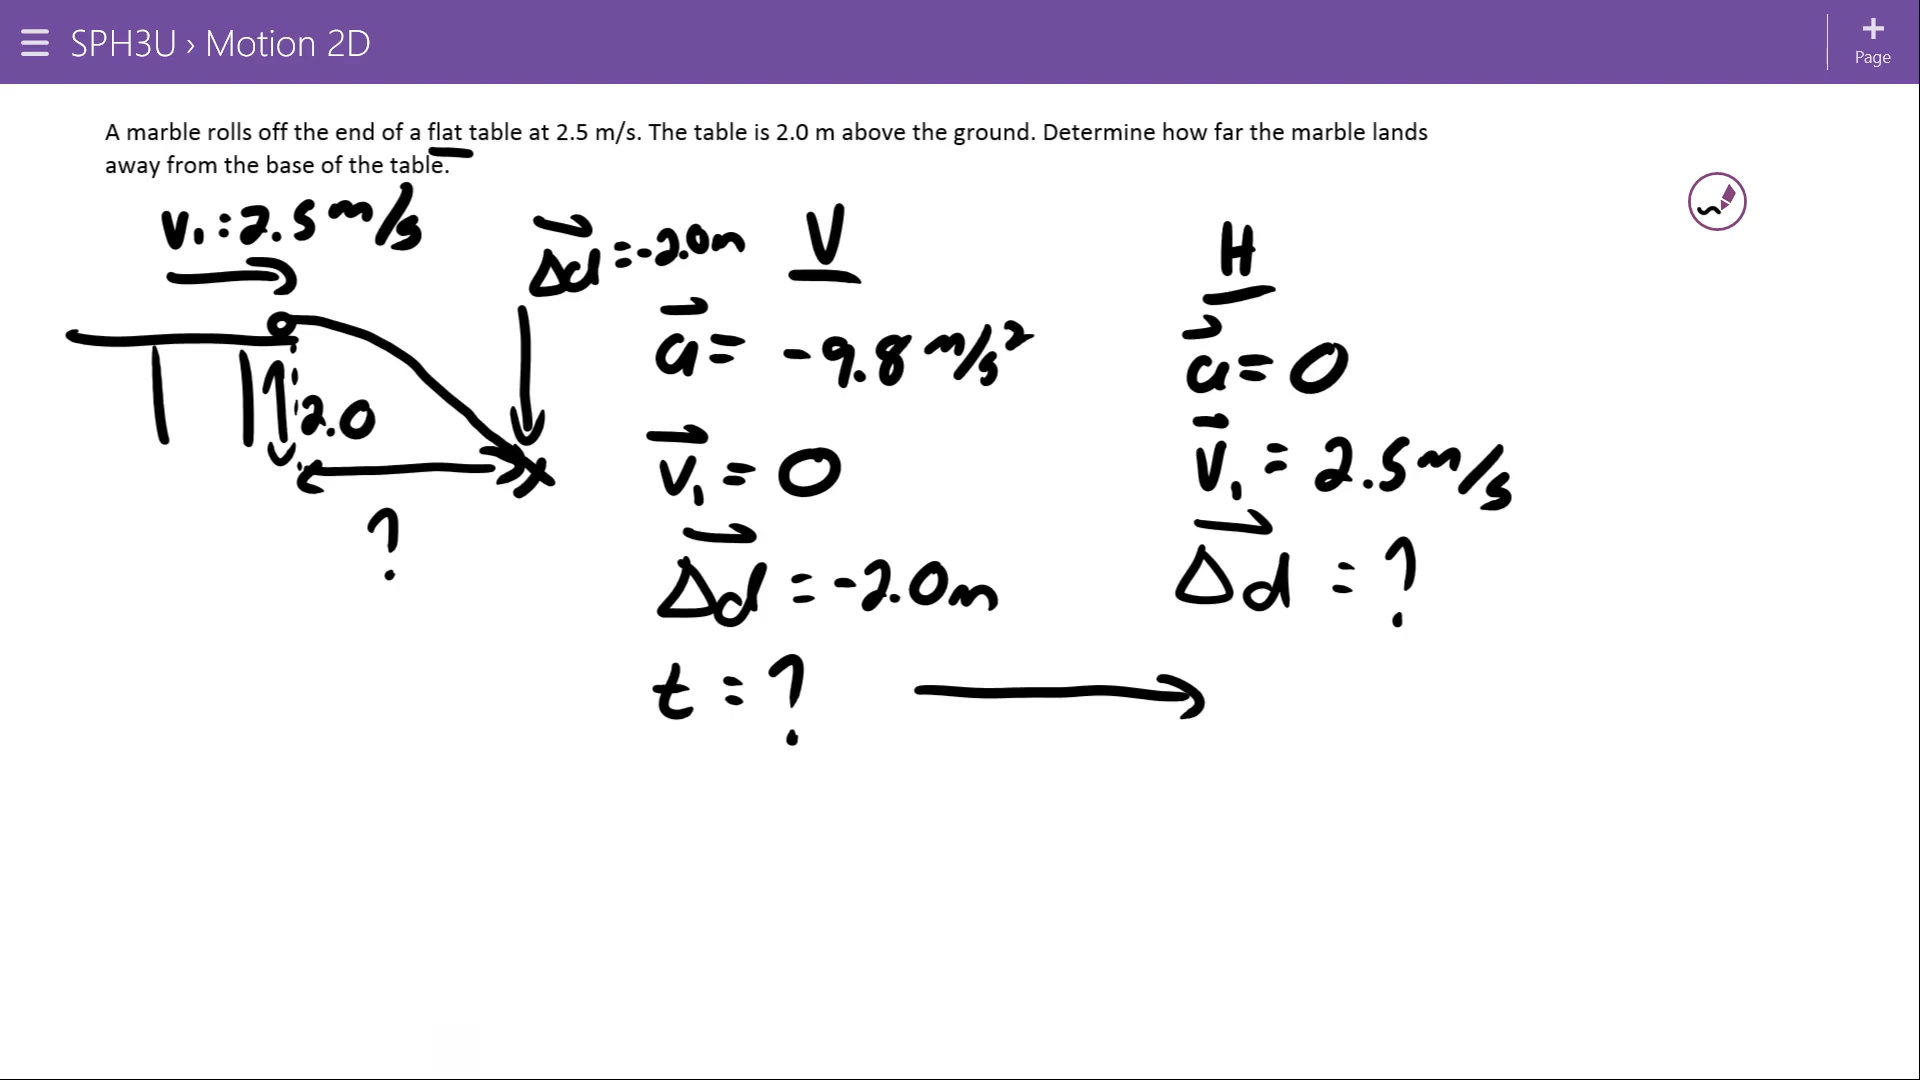 SPH3U › Motion 2D
Page
A marble rolls off the end of a flat table at 2.5 m/s. The table is 2.0 m above the ground. Determine how far the marble lands
away from the base of the table.
v₁ = 2.5 m/s
Δd = -2.0m
2.0
?
V
a = -9.8 m/s²
v₁ = 0
Δd = -2.0m
t = ?
H
a = 0
v₁ = 2.5 m/s
Δd = ?